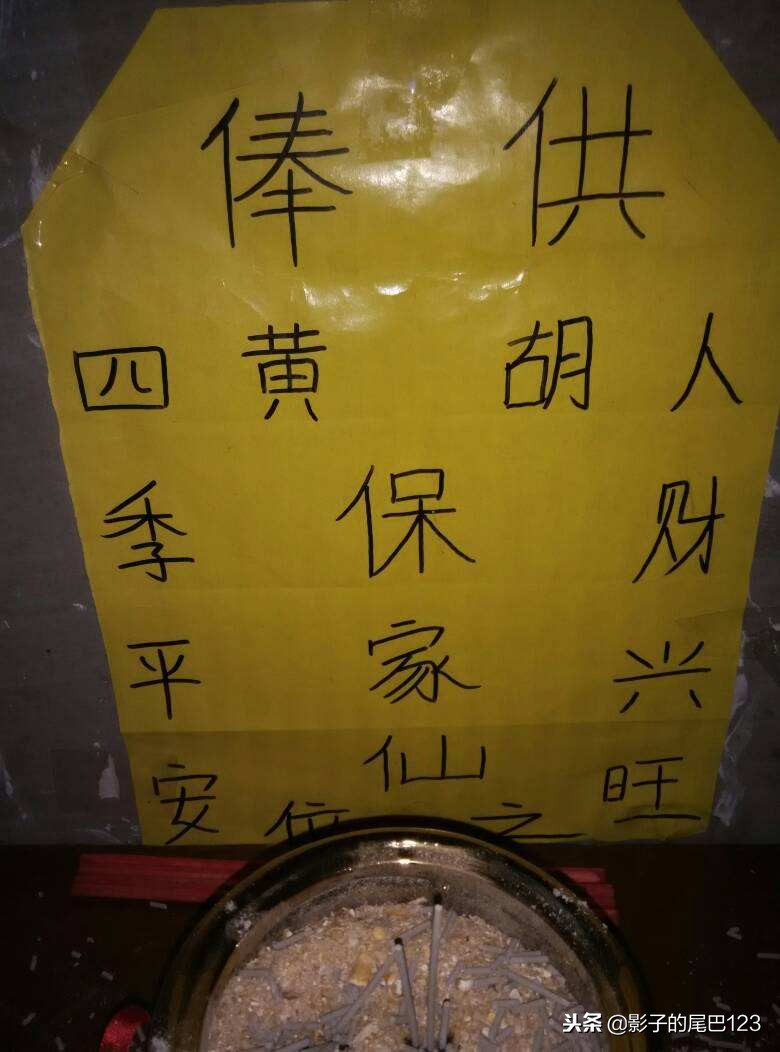 供俸
人财兴旺
胡黄
保家仙
之位
四季平安
头条 @影子的尾巴123